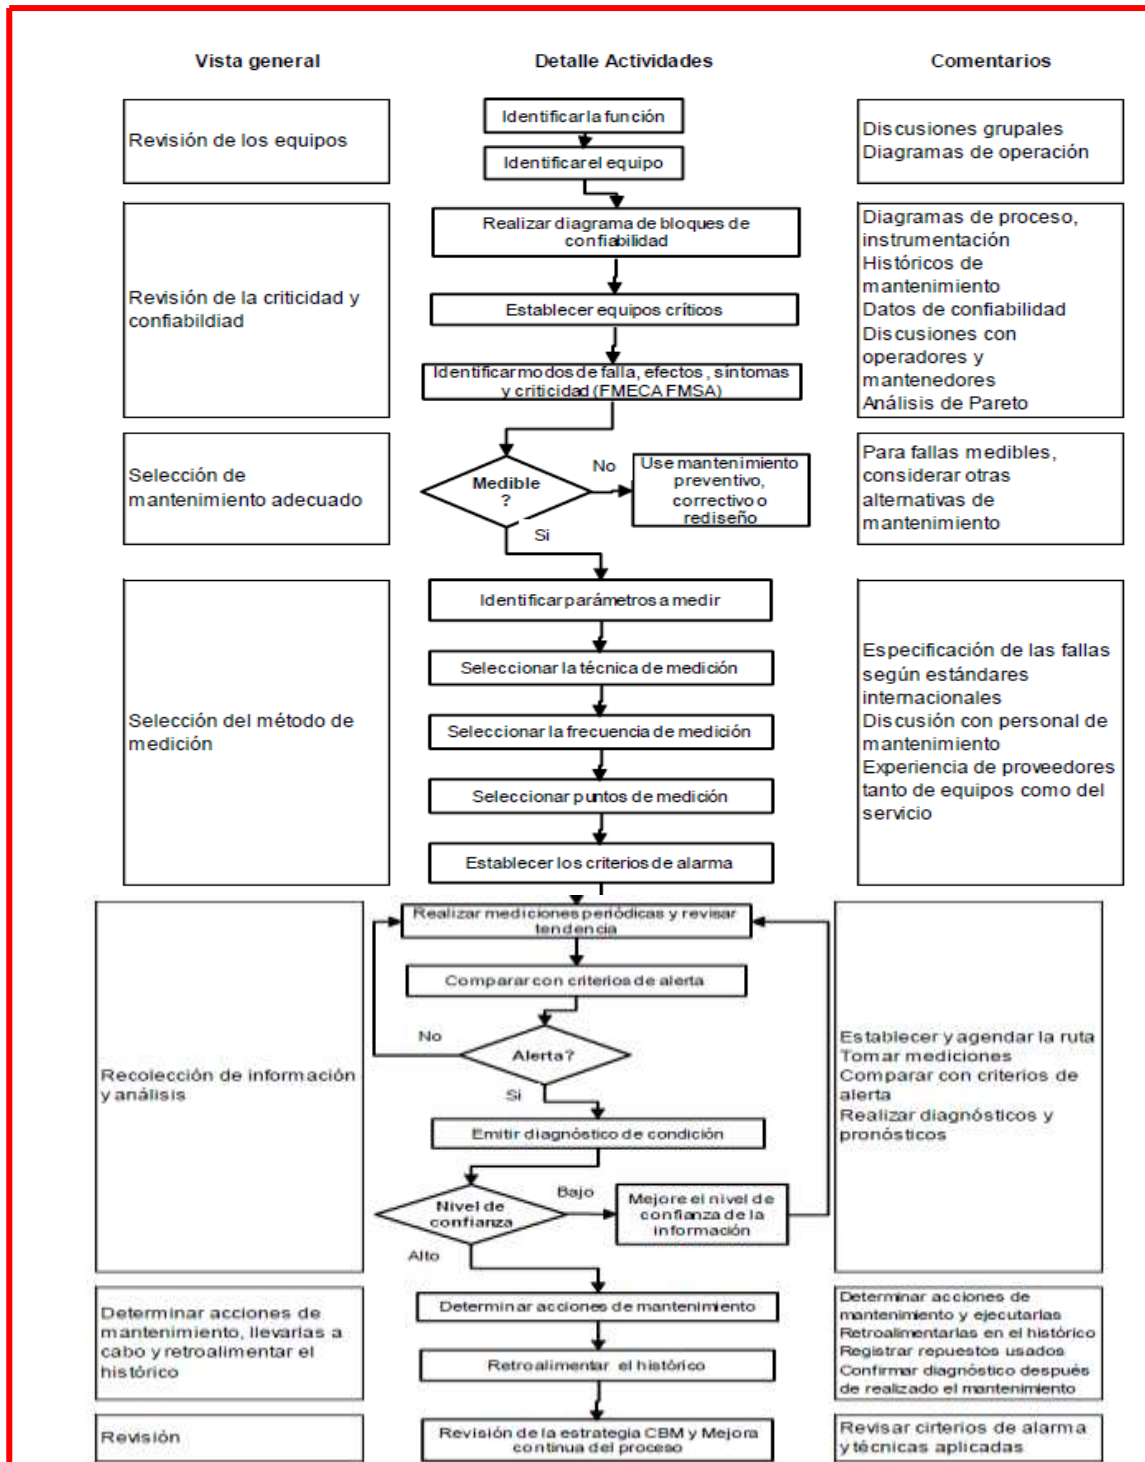 Vista general
Detalle Actividades
Comentarios
Revisión de los equipos
Identificar la función
Identificar el equipo
Discusiones grupales
Diagramas de operación
Revisión de la criticidad y
confiabildiad
Realizar diagrama de bloques de
confiabilidad
Establecer equipos críticos
Identificar modos de falla, efectos , síntomas
y criticidad (FMECA FMSA)
Diagramas de proceso,
instrumentación
Históricos de
mantenimiento
Datos de confiabilidad
Discusiones con
operadores y
mantenedores
Análisis de Pareto
Selección de
mantenimiento adecuado
Medible
?
No
Si
Use mantenimiento
preventivo,
correctivo o
rediseño
Para fallas medibles,
considerar otras
alternativas de
mantenimiento
Selección del método de
medición
Identificar parámetros a medir
Seleccionar la técnica de medición
Seleccionar la frecuencia de medición
Seleccionar puntos de medición
Establecer los criterios de alarma
Especificación de las fallas
según estándares
internacionales
Discusión con personal de
mantenimiento
Experiencia de proveedores
tanto de equipos como del
servicio
Recolección de información
y análisis
Realizar mediciones periódicas y revisar
tendencia
Comparar con criterios de alerta
No
Alerta?
Si
Emitir diagnóstico de condición
Nivel de
confianza
Bajo
Alto
Mejore el nivel de
confianza de la
información
Establecer y agendar la ruta
Tomar mediciones
Comparar con criterios de
alerta
Realizar diagnósticos y
pronósticos
Determinar acciones de
mantenimiento, llevarlas a
cabo y retroalimentar el
histórico
Determinar acciones de mantenimiento
Retroalimentar el histórico
Determinar acciones de
mantenimiento y ejecutarlas
Retroalimentarlas en el histórico
Registrar repuestos usados
Confirmar diagnóstico después
de realizado el mantenimiento
Revisión
Revisión de la estrategia CBM y Mejora
continua del proceso
Revisar cirterios de alarma
y técnicas aplicadas